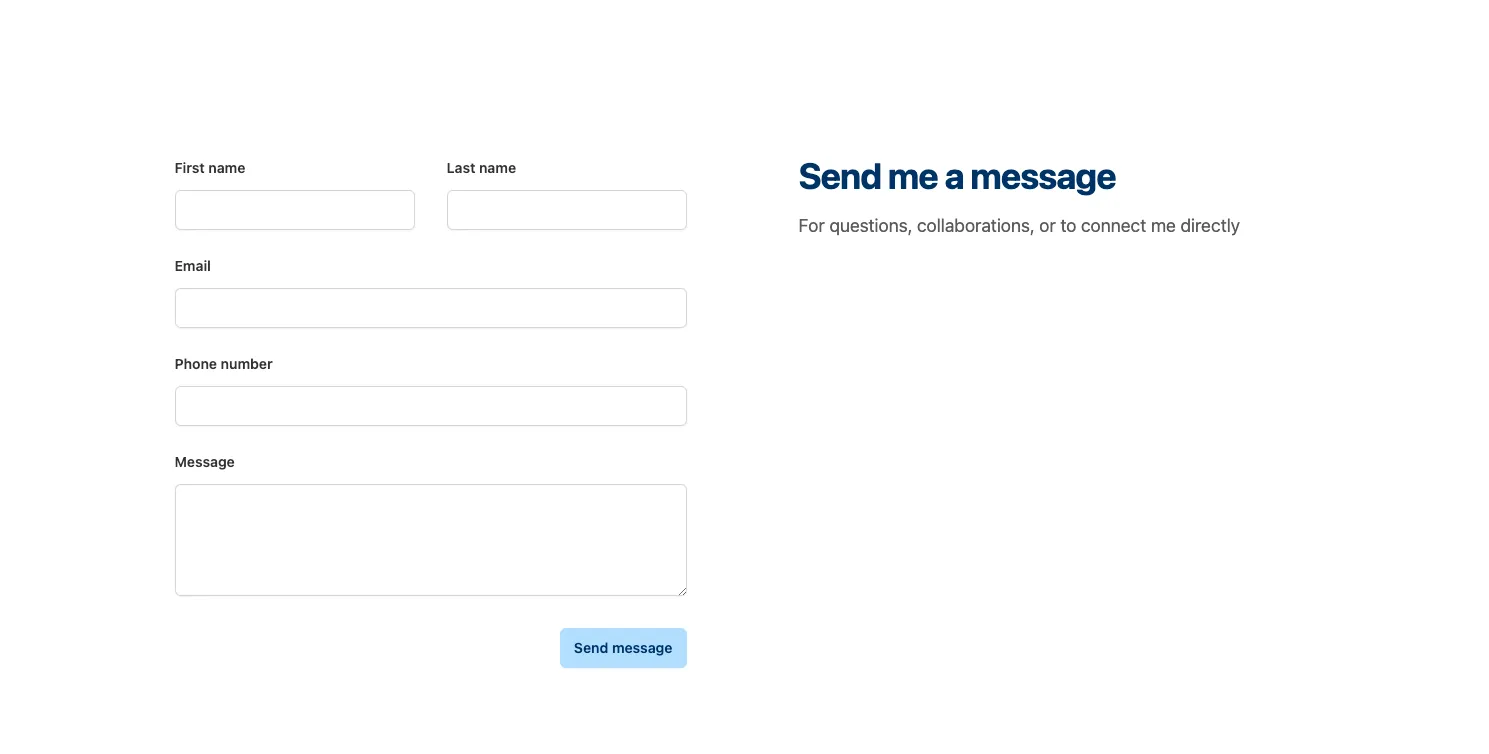 First name
Last name
Email
Phone number
Message
Send message
Send me a message
For questions, collaborations, or to connect me directly